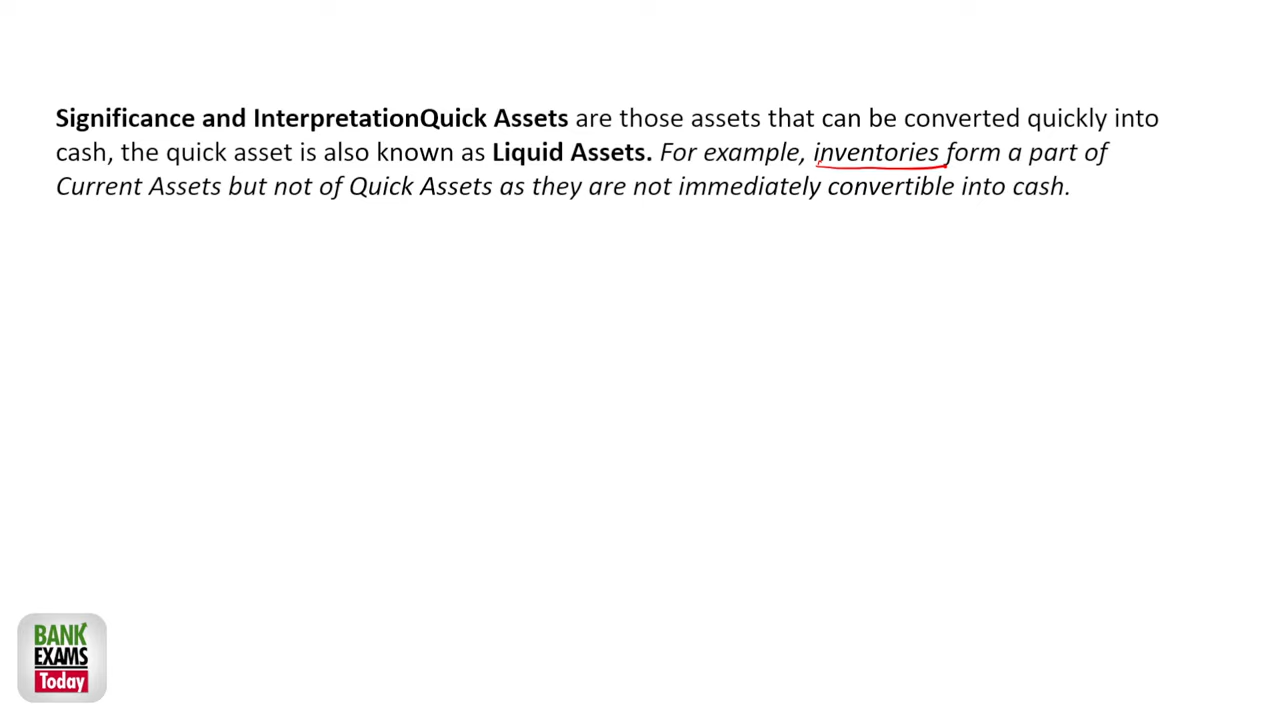 Significance and InterpretationQuick Assets are those assets that can be converted quickly into
cash, the quick asset is also known as Liquid Assets. For example, inventories form a part of
Current Assets but not of Quick Assets as they are not immediately convertible into cash.
BANK
EXAMS
Today